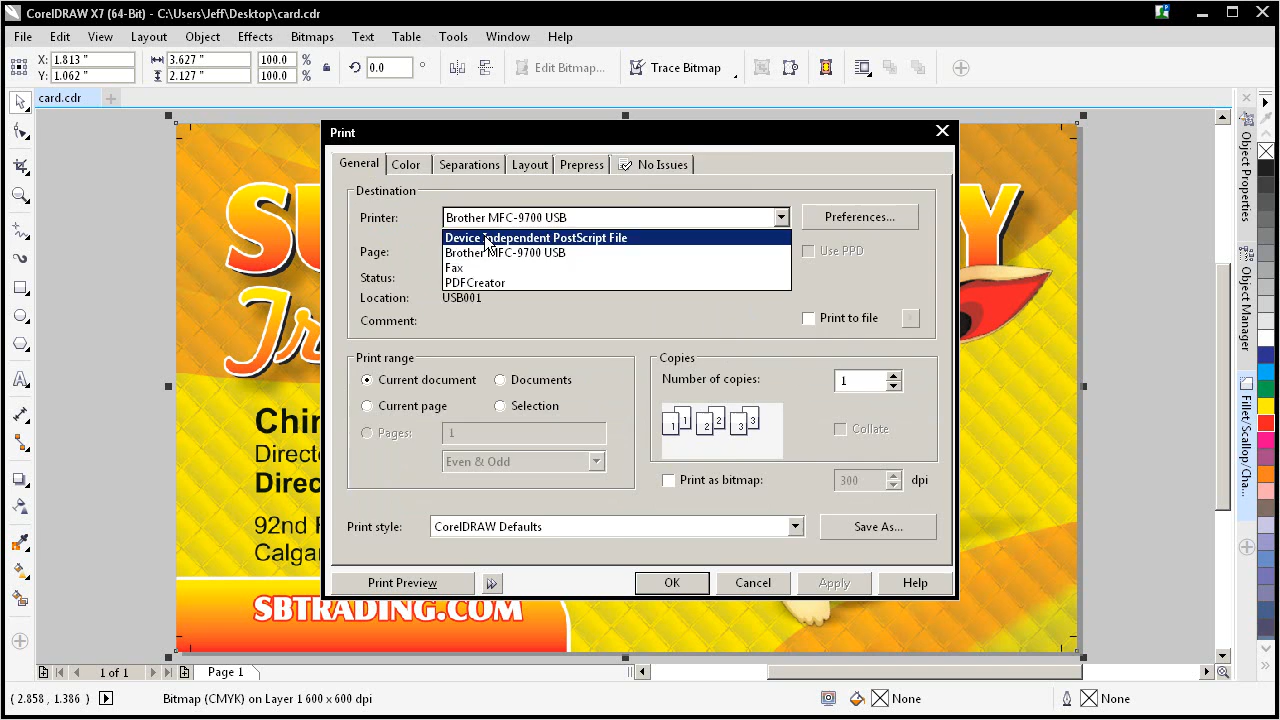 CorelDRAW X7 (64-Bit) - C:\Users\Jeff\Desktop\card.cdr
File Edit View Layout Object Effects Bitmaps Text Table Tools Window Help
X: 1.813 " 3.627 " 100.0 % 0.0 Edit Bitmap... Trace Bitmap
Y: 1.062 " 2.127 " 100.0 %
card.cdr
Print
General Color Separations Layout Prepress No Issues
Destination
Printer: Brother MFC-9700 USB Preferences...
Device Independent PostScript File
Page: Brother MFC-9700 USB Use PPD
Fax
Status: PDFCreator
Location: USB001
Comment: Print to file
Print range
Current document Documents
Current page Selection
Pages: 1
Even & Odd
Copies
Number of copies: 1
1 1 2 2 3 3
Collate
Print as bitmap: 300 dpi
Print style: CorelDRAW Defaults Save As...
Print Preview OK Cancel Apply Help
Chin
Directo
Direc
92nd
Calgar
SBTRADING.COM
Object Properties
Object Manager
Fillet/Scallop/Cha...
1 of 1 Page 1
( 2.858 , 1.386 ) Bitmap (CMYK) on Layer 1 600 x 600 dpi None None